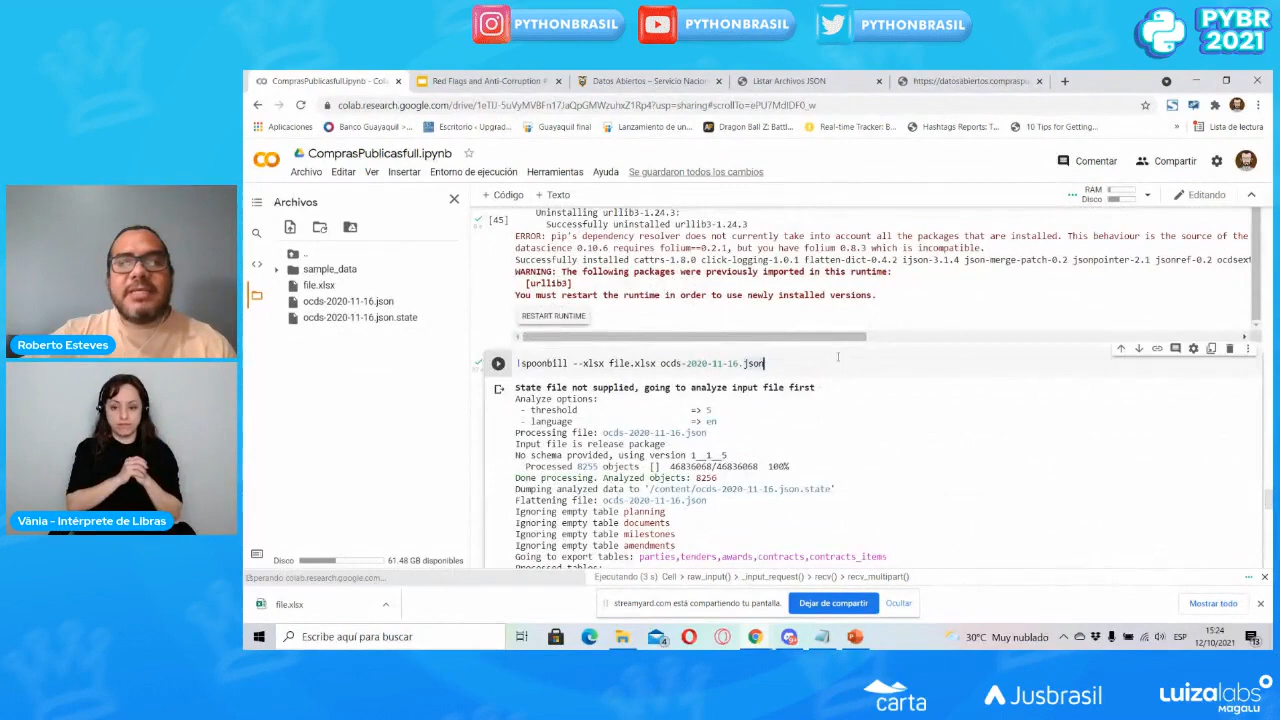 PYTHONBRASIL
PYTHONBRASIL
PYTHONBRASIL
PYBR
2021
ComprasPublicasfull.ipynb - Col
Red Flags and Anti-Corruption
Datos Abiertos – Servicio Nacion
Listar Archivos JSON
https://datosabiertos.compraspu
colab.research.google.com/drive/1eTIJ-5uVyMVBFn17JaQpGMWzuhxZ1Rp4?usp=sharing#scrollTo=ePU7MdIDF0_w
Aplicaciones
Banco Guayaquil >...
Escritorio ‹ Upgrad...
Guayaquil final
Lanzamiento de un...
Dragon Ball Z: Battl...
Real-time Tracker: B...
Hashtags Reports: T...
10 Tips for Getting...
»
Lista de lectura
ComprasPublicasfull.ipynb
Comentar
Compartir
Archivo Editar Ver Insertar Entorno de ejecución Herramientas Ayuda Se guardaron todos los cambios
Archivos
+ Código + Texto
RAM
Disco
Editando
..
sample_data
file.xlsx
ocds-2020-11-16.json
ocds-2020-11-16.json.state
Disco
61.48 GB disponibles
[45]
Uninstalling urllib3-1.24.3:
Successfully uninstalled urllib3-1.24.3
ERROR: pip's dependency resolver does not currently take into account all the packages that are installed. This behaviour is the source of the
datascience 0.10.6 requires folium==0.2.1, but you have folium 0.8.3 which is incompatible.
Successfully installed cattrs-1.8.0 click-logging-1.0.1 flatten-dict-0.4.2 ijson-3.1.4 json-merge-patch-0.2 jsonpointer-2.1 jsonref-0.2 ocdsext
WARNING: The following packages were previously imported in this runtime:
[urllib3]
You must restart the runtime in order to use newly installed versions.
RESTART RUNTIME
!spoonbill --xlsx file.xlsx ocds-2020-11-16.json
State file not supplied, going to analyze input file first
Analyze options:
- threshold => 5
- language => en
Processing file: ocds-2020-11-16.json
Input file is release package
No schema provided, using version 1__1__5
Processed 8255 objects [] 46836068/46836068 100%
Done processing. Analyzed objects: 8256
Dumping analyzed data to '/content/ocds-2020-11-16.json.state'
Flattening file: ocds-2020-11-16.json
Ignoring empty table planning
Ignoring empty table documents
Ignoring empty table milestones
Ignoring empty table amendments
Going to export tables: parties,tenders,awards,contracts,contracts_items
Processed tables:
Esperando colab.research.google.com...
Ejecutando (3 s) Cell > raw_input() > _input_request() > recv() > recv_multipart()
file.xlsx
streamyard.com está compartiendo tu pantalla.
Dejar de compartir
Ocultar
Mostrar todo
Escribe aquí para buscar
4
30°C Muy nublado
ESP
15:24
12/10/2021
13
Roberto Esteves
Vânia - Intérprete de Libras
carta
Jusbrasil
luizalabs
MAGALU